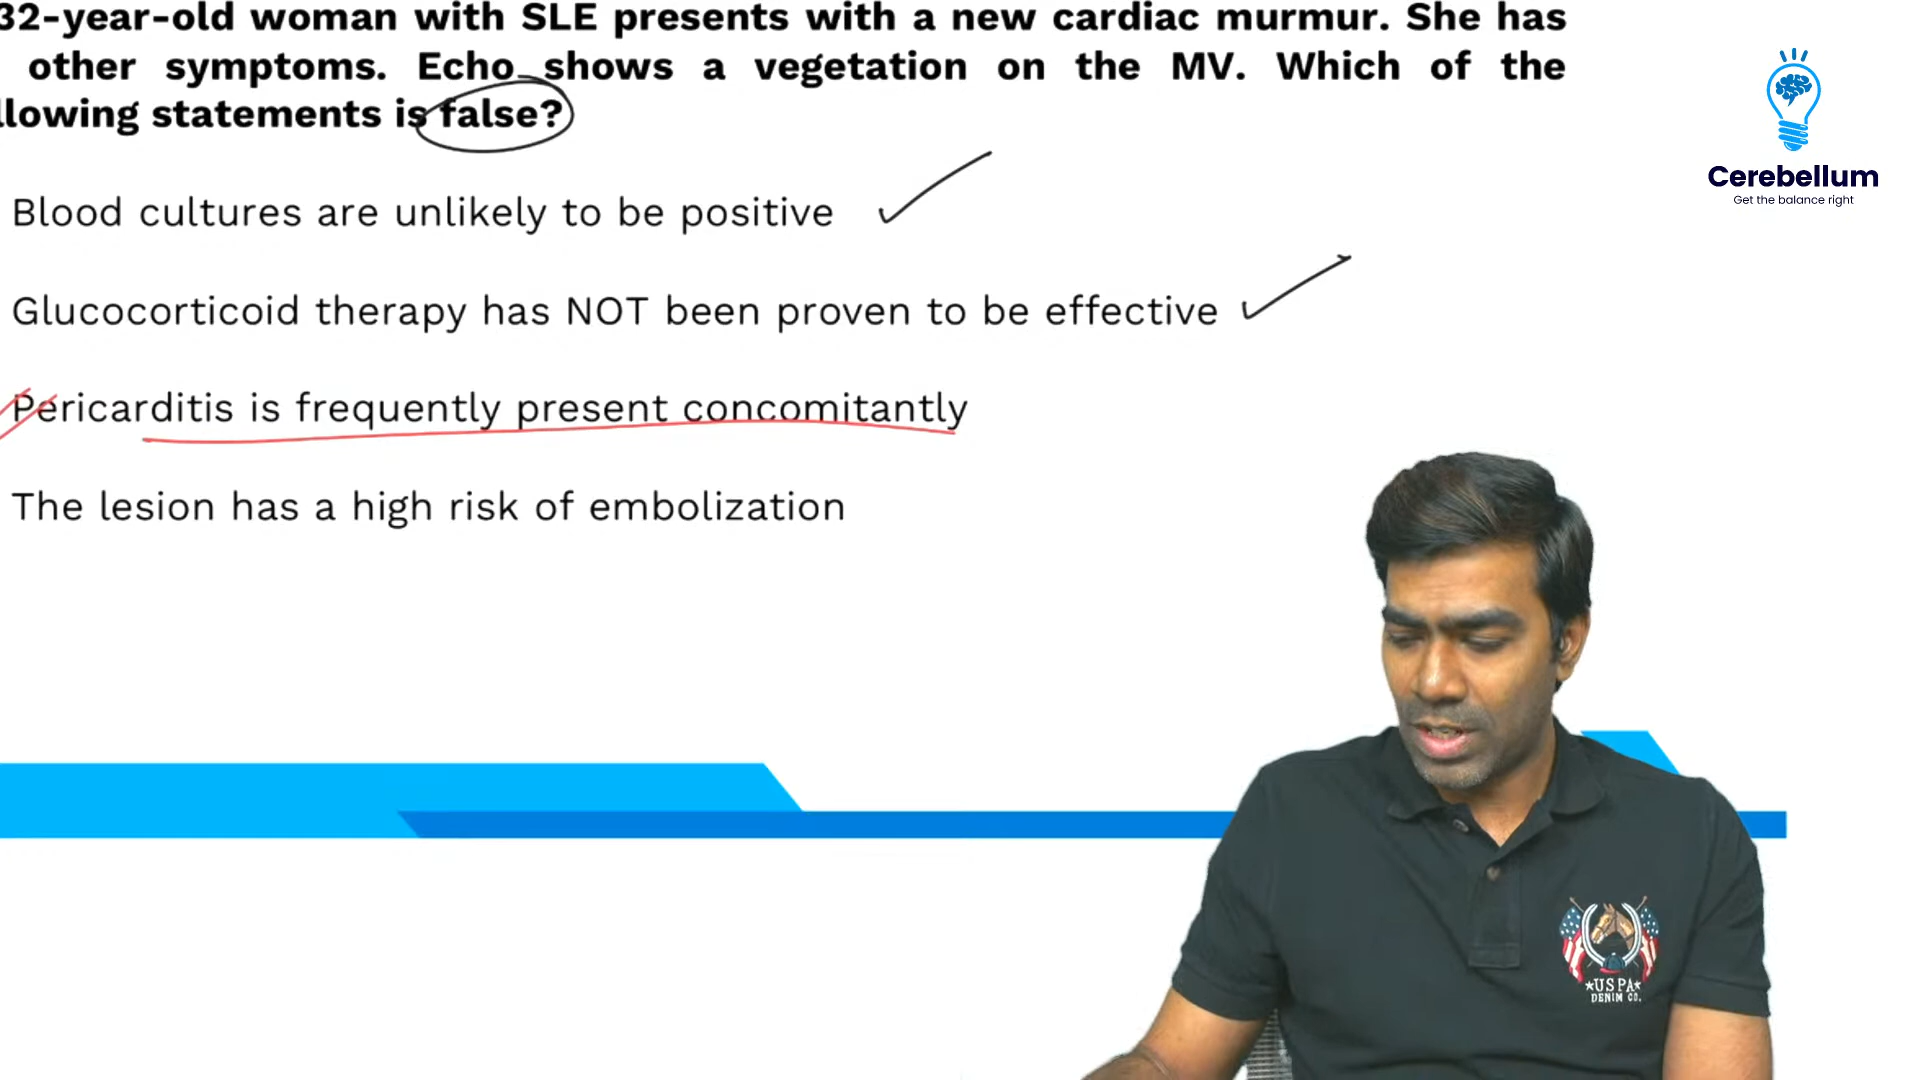 32-year-old woman with SLE presents with a new cardiac murmur. She has
other symptoms. Echo shows a vegetation on the MV. Which of the
llowing statements is false?
Blood cultures are unlikely to be positive
Glucocorticoid therapy has NOT been proven to be effective
Pericarditis is frequently present concomitantly
The lesion has a high risk of embolization
Cerebellum
Get the balance right
USPA
DENIM CO.